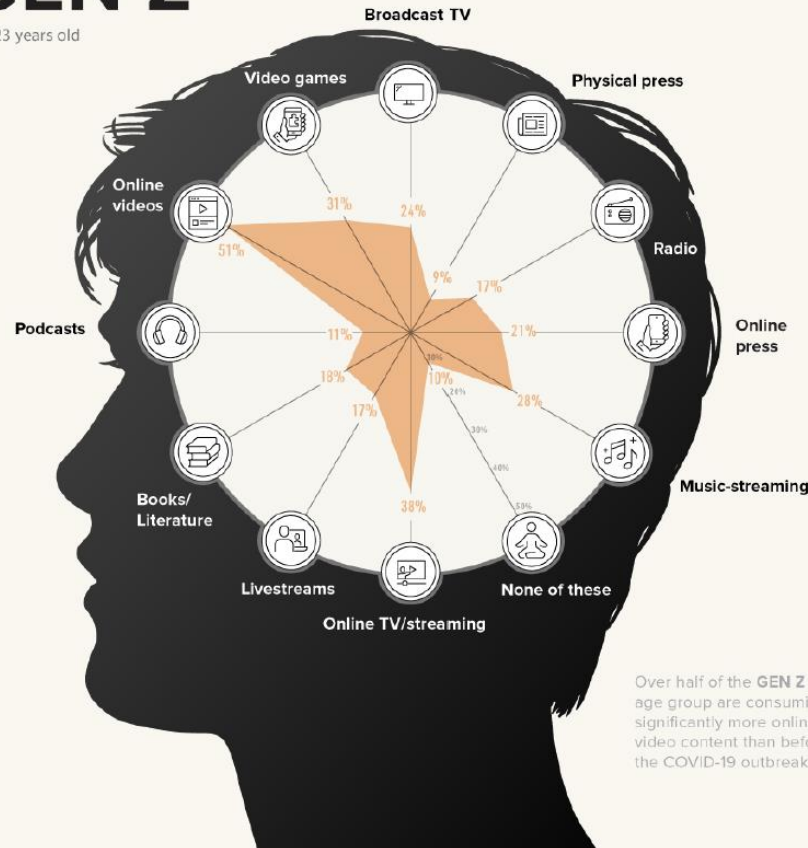 GEN Z
23 years old
Broadcast TV
Video games
Physical press
Online
videos
Radio
31%
24%
51%
9%
17%
Podcasts
11%
21%
Online
press
10%
18%
10%
20%
28%
17%
30%
40%
Music-streaming
38%
50%
Books/
Literature
Livestreams
None of these
Online TV/streaming
Over half of the GEN Z
age group are consumi
significantly more onlin
video content than befo
the COVID-19 outbreak